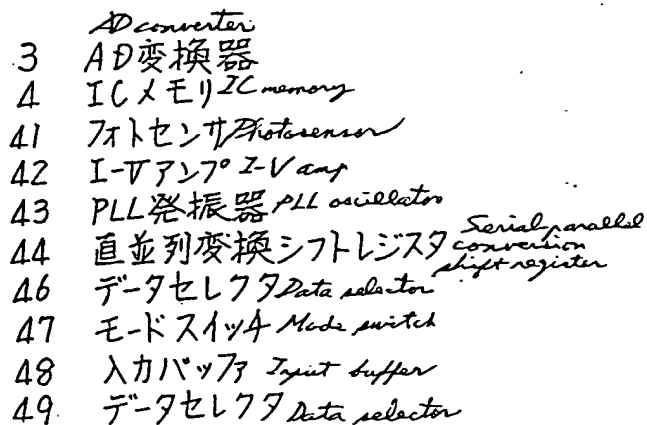 AD converter
3 AD変換器
4 ICメモリ IC memory
41 フォトセンサ Photosensor
42 I-Vアンプ I-V amp
43 PLL発振器 PLL oscillator
44 直並列変換シフトレジスタ Serial-parallel conversion shift register
46 データセレクタ Data selector
47 モードスイッチ Mode switch
48 入力バッファ Input buffer
49. データセレクタ Data selector